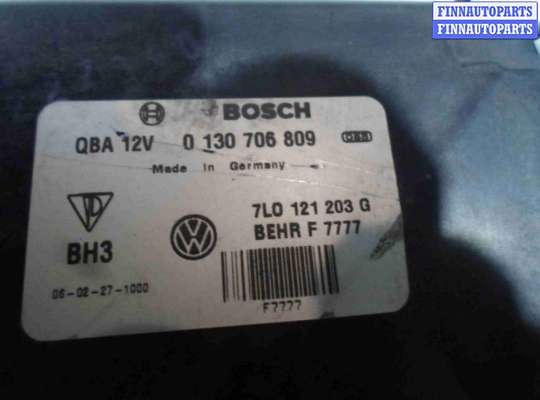 FINNAUTOPARTS
FINNAUTOPARTS
BOSCH
QBA 12V 0 130 706 809
Made in Germany
7L0 121 203 G
BEHR F 7777
BH3
06-02-27-1000
F7777